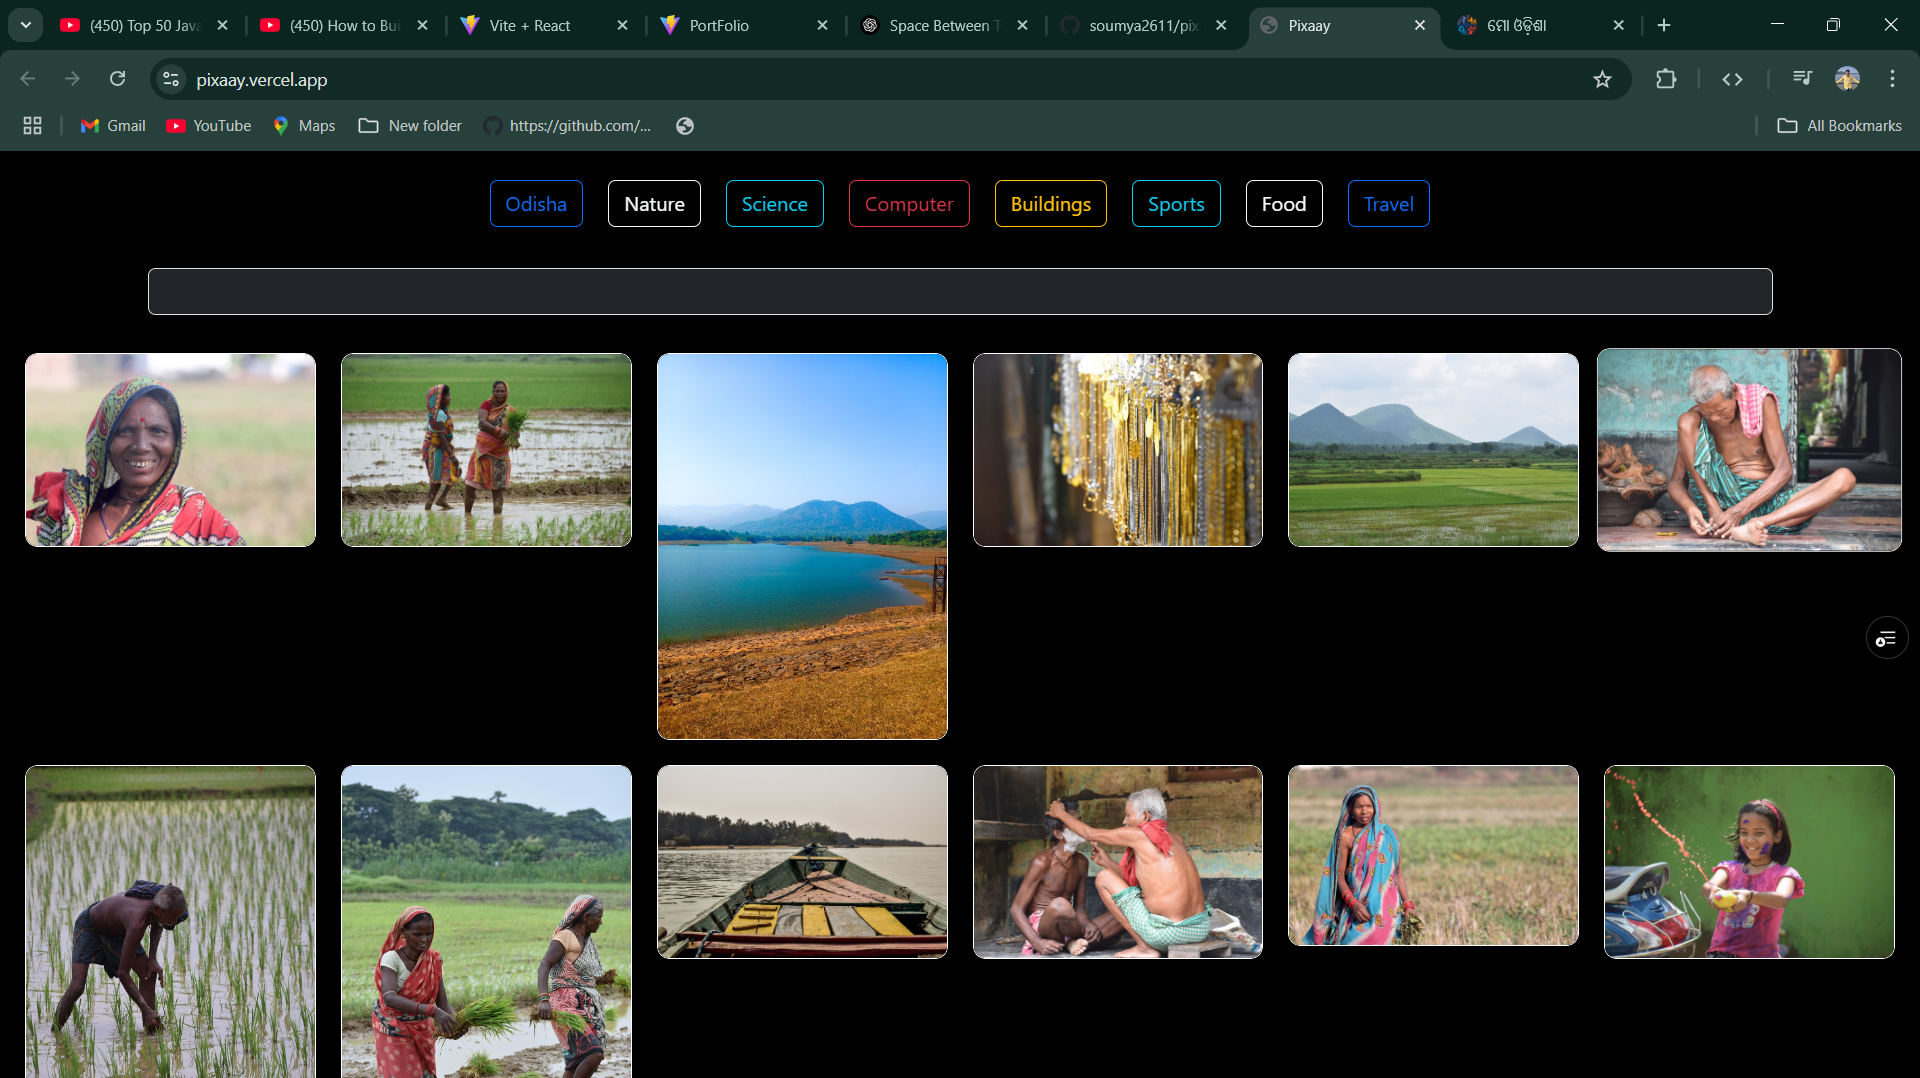 (450) Top 50 Java
(450) How to Bui
Vite + React
PortFolio
Space Between T
soumya2611/pix
Pixaay
ମୋ ଓଡ଼ିଶା
pixaay.vercel.app
Gmail
YouTube
Maps
New folder
https://github.com/...
All Bookmarks
Odisha
Nature
Science
Computer
Buildings
Sports
Food
Travel